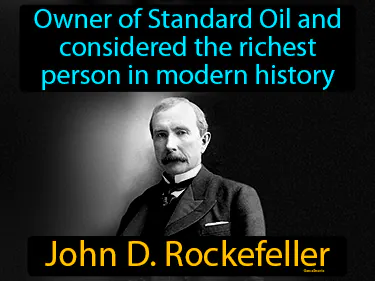 Owner of Standard Oil and
considered the richest
person in modern history
John D. Rockefeller